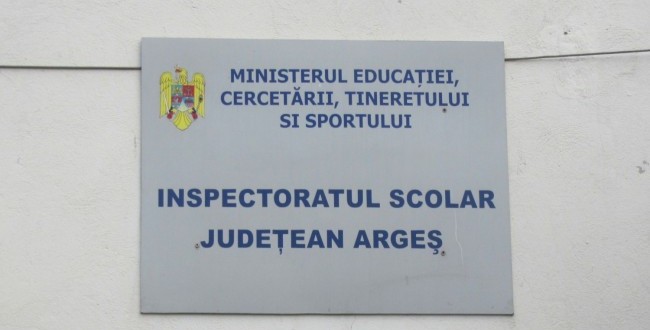 MINISTERUL EDUCAȚIEI,
CERCETĂRII, TINERETULUI
SI SPORTULUI
INSPECTORATUL SCOLAR
JUDEȚEAN ARGEȘ